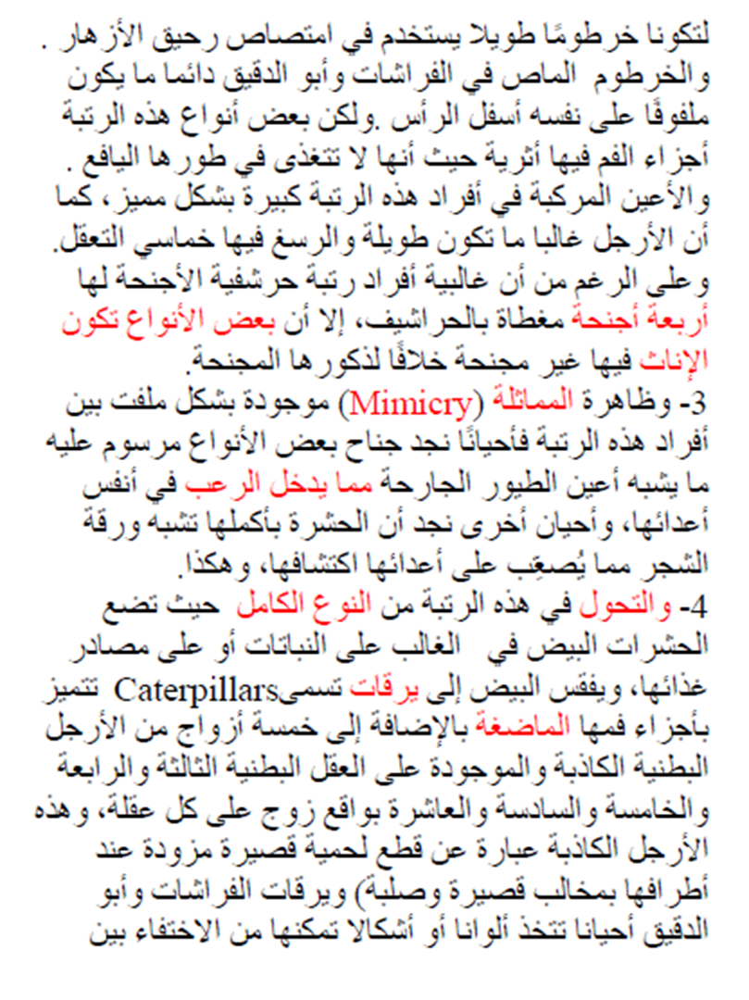 لتكونا خرطومًا طويلا يستخدم في امتصاص رحيق الأزهار .
والخرطوم الماص في الفراشات وأبو الدقيق دائما ما يكون
ملفوفًا على نفسه أسفل الرأس .ولكن بعض أنواع هذه الرتبة
أجزاء الفم فيها أثرية حيث أنها لا تتغذى في طورها اليافع .
والأعين المركبة في أفراد هذه الرتبة كبيرة بشكل مميز، كما
أن الأرجل غالبا ما تكون طويلة والرسغ فيها خماسي التعقل.
وعلى الرغم من أن غالبية أفراد رتبة حرشفية الأجنحة لها
أربعة أجنحة مغطاة بالحراشيف، إلا أن بعض الأنواع تكون
الإناث فيها غير مجنحة خلافًا لذكورها المجنحة.
3- وظاهرة المماثلة (Mimicry) موجودة بشكل ملفت بين
أفراد هذه الرتبة فأحيانًا نجد جناح بعض الأنواع مرسوم عليه
ما يشبه أعين الطيور الجارحة مما يدخل الرعب في أنفس
أعدائها، وأحيان أخرى نجد أن الحشرة بأكملها تشبه ورقة
الشجر مما يُصعِّب على أعدائها اكتشافها، وهكذا.
4- والتحول في هذه الرتبة من النوع الكامل حيث تضع
الحشرات البيض في الغالب على النباتات أو على مصادر
غذائها، ويفقس البيض إلى يرقات تسمىCaterpillars تتميز
بأجزاء فمها الماضغة بالإضافة إلى خمسة أزواج من الأرجل
البطنية الكاذبة والموجودة على العقل البطنية الثالثة والرابعة
والخامسة والسادسة والعاشرة بواقع زوج على كل عقلة، وهذه
الأرجل الكاذبة عبارة عن قطع لحمية قصيرة مزودة عند
أطرافها بمخالب قصيرة وصلبة) ويرقات الفراشات وأبو
الدقيق أحيانا تتخذ ألوانا أو أشكالا تمكنها من الاختفاء بين